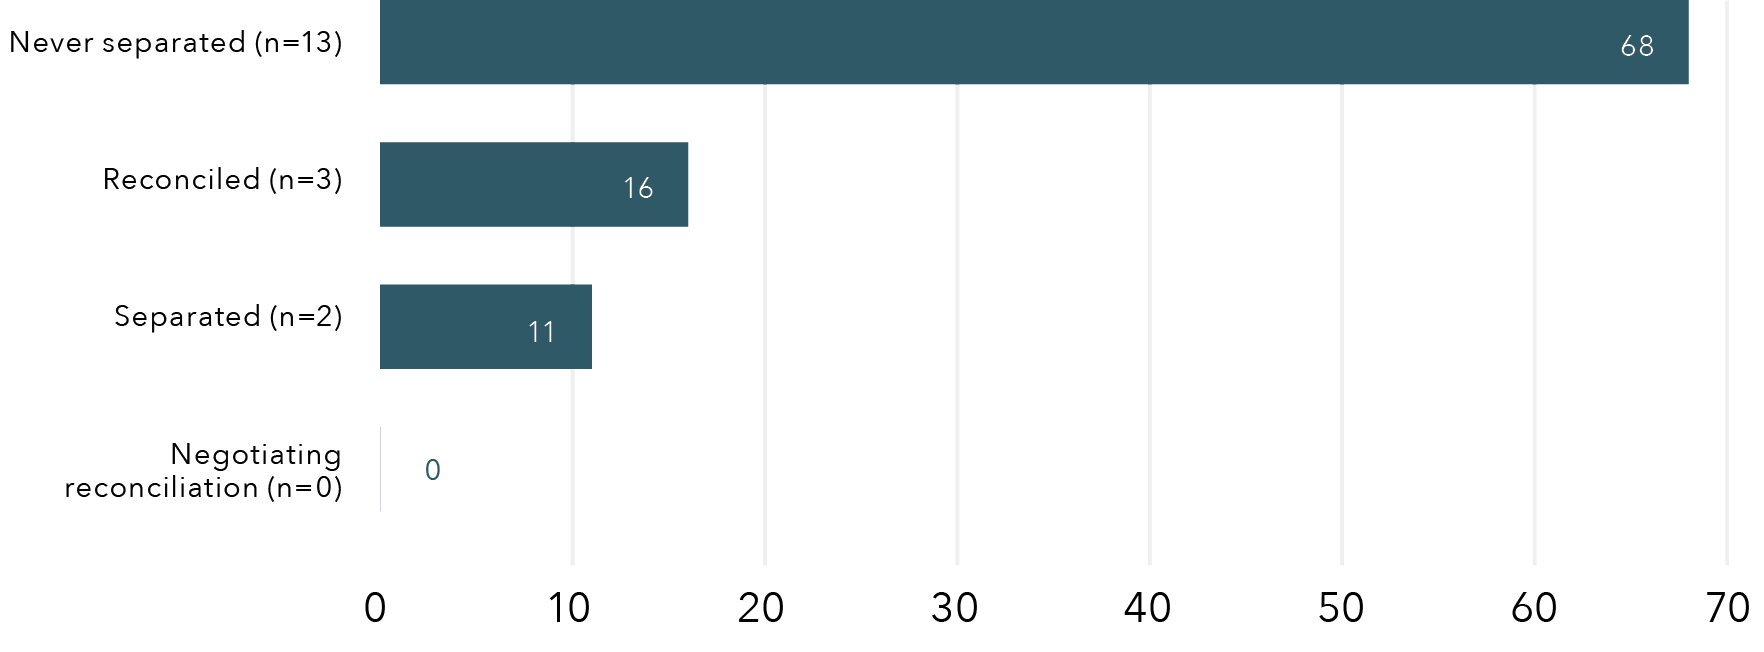 Never separated (n=13)
68
Reconciled (n=3)
16
Separated (n=2)
11
Negotiating
reconciliation (n=0)
0
0 10 20 30 40 50 60 70